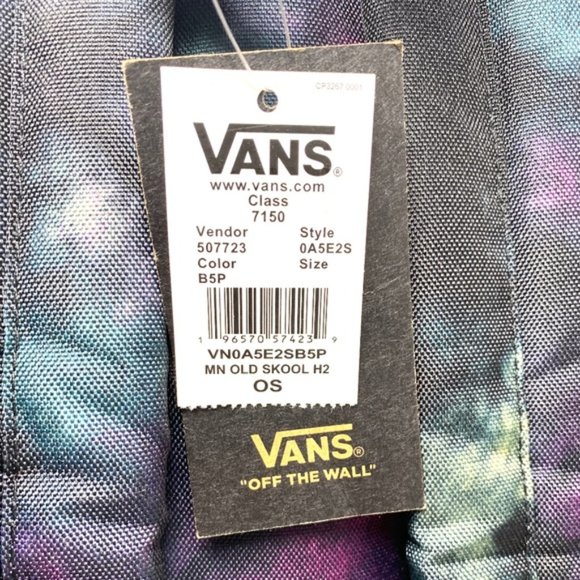 CP3267 0001
VANS®
www.vans.com
Class
7150
Vendor Style
507723 0A5E2S
Color Size
B5P
1 96570 57423 9
VN0A5E2SB5P
MN OLD SKOOL H2
OS
VANS®
"OFF THE WALL"